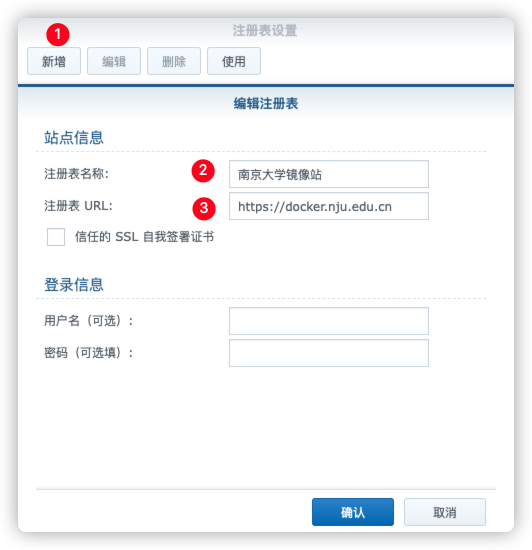 注册表设置
1
新增 编辑 删除 使用
编辑注册表
站点信息
注册表名称: 2 南京大学镜像站
注册表 URL: 3 https://docker.nju.edu.cn
信任的 SSL 自我签署证书
登录信息
用户名（可选）:
密码（可选填）:
确认 取消